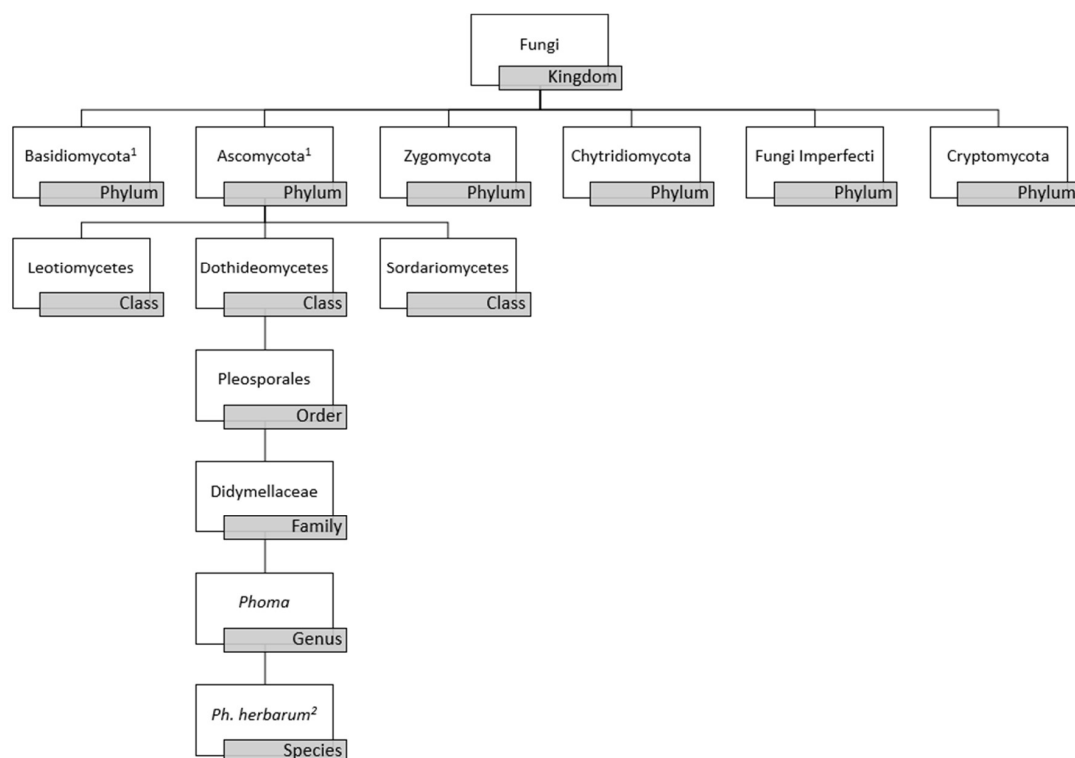 Fungi
Kingdom
Basidiomycota¹
Phylum
Ascomycota¹
Phylum
Zygomycota
Phylum
Chytridiomycota
Phylum
Fungi Imperfecti
Phylum
Cryptomycota
Phylum
Leotiomycetes
Class
Dothideomycetes
Class
Sordariomycetes
Class
Pleosporales
Order
Didymellaceae
Family
Phoma
Genus
Ph. herbarum²
Species